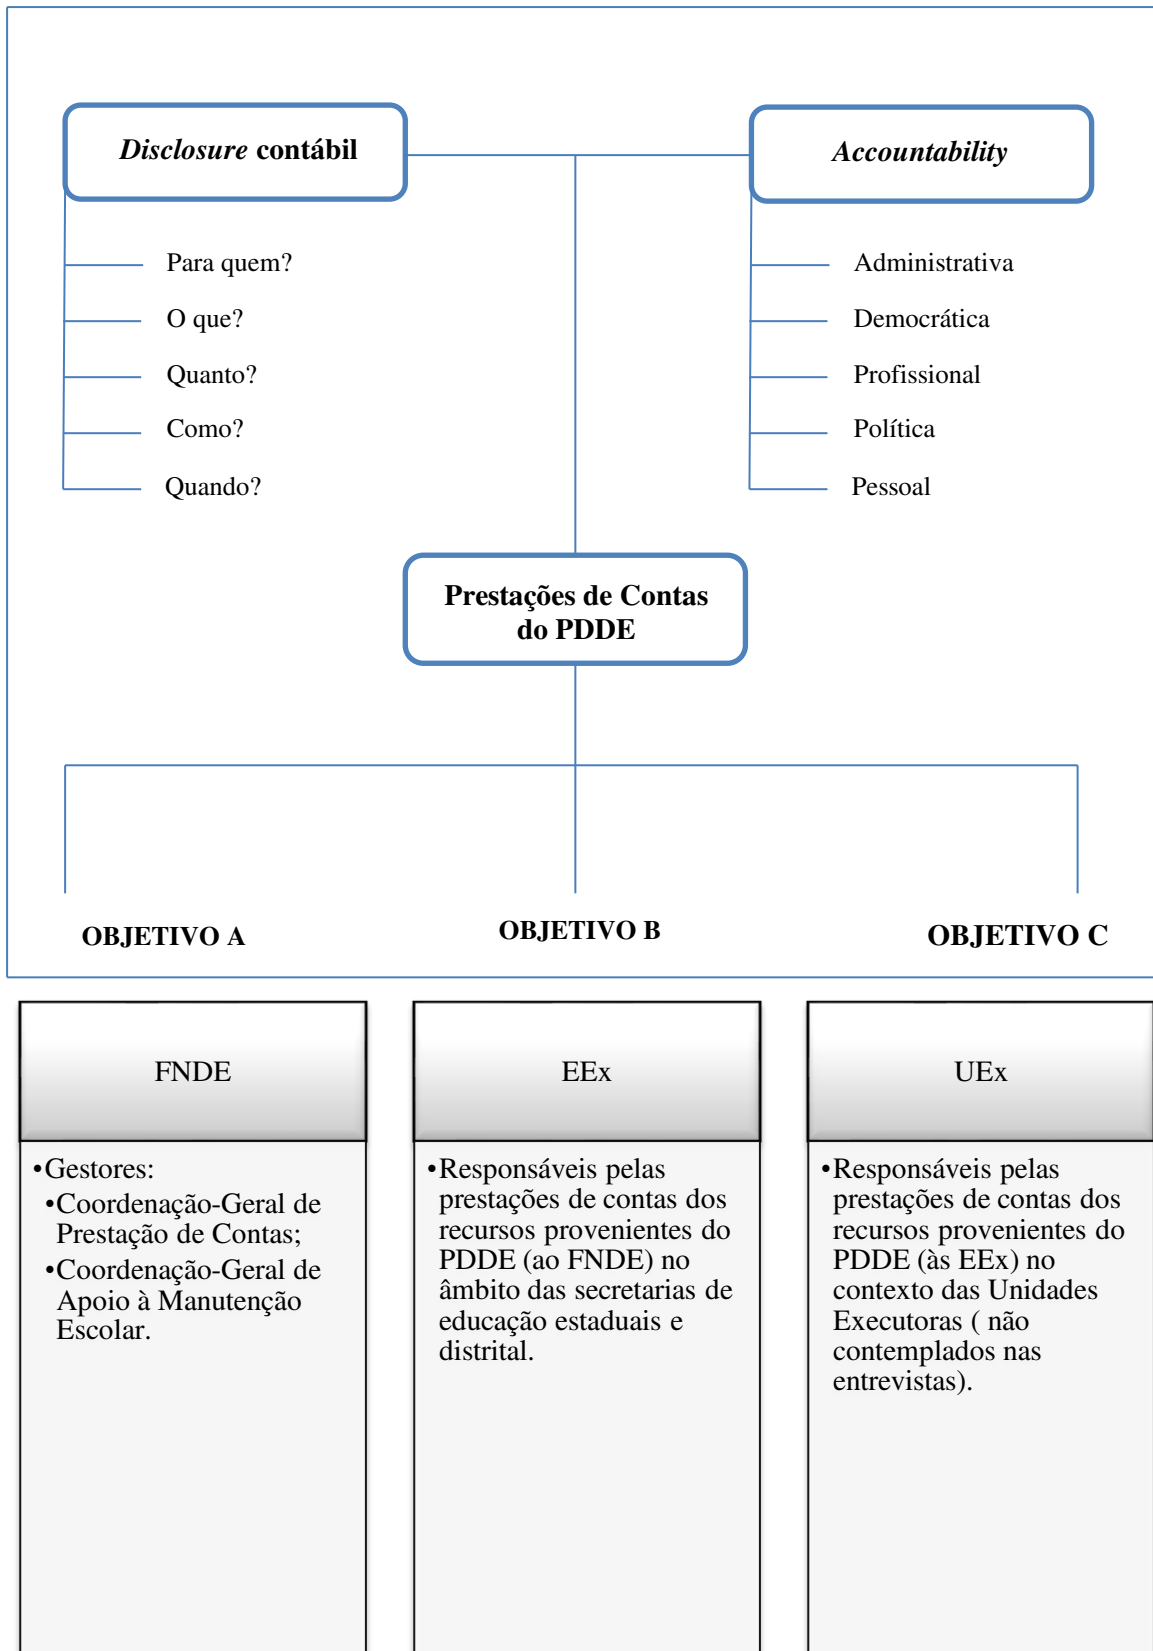 Disclosure contábil
Accountability
Para quem?
O que?
Quanto?
Como?
Quando?
Administrativa
Democrática
Profissional
Política
Pessoal
Prestações de Contas
do PDDE
OBJETIVO A
OBJETIVO B
OBJETIVO C
FNDE
•Gestores:
•Coordenação-Geral de
Prestação de Contas;
•Coordenação-Geral de
Apoio à Manutenção
Escolar.
EEx
•Responsáveis pelas
prestações de contas dos
recursos provenientes do
PDDE (ao FNDE) no
âmbito das secretarias de
educação estaduais e
distrital.
UEx
•Responsáveis pelas
prestações de contas dos
recursos provenientes do
PDDE (às EEx) no
contexto das Unidades
Executoras ( não
contemplados nas
entrevistas).